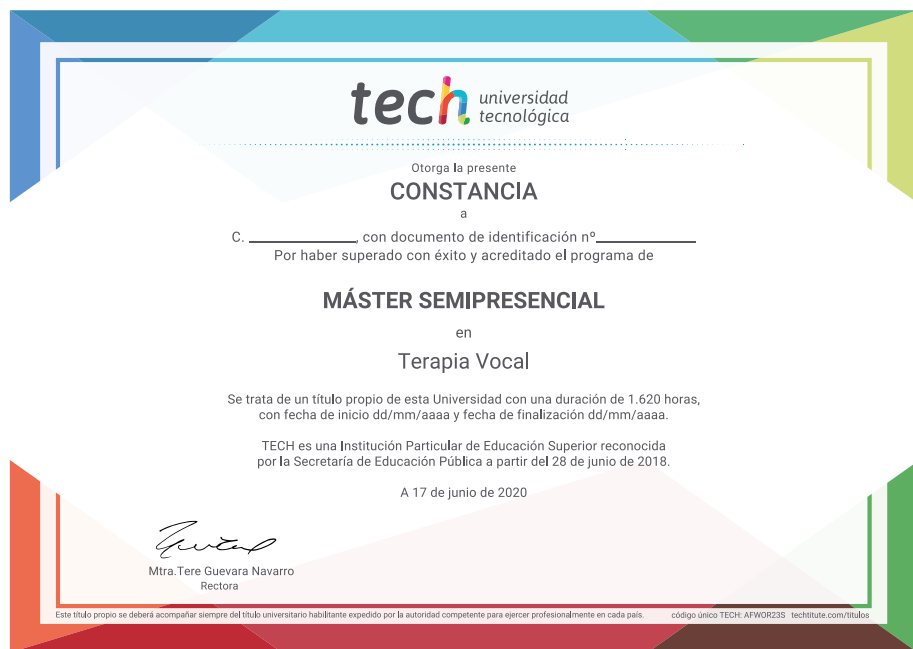 tech universidad
tecnológica
Otorga la presente
CONSTANCIA
a
C. ____________, con documento de identificación nº____________
Por haber superado con éxito y acreditado el programa de
MÁSTER SEMIPRESENCIAL
en
Terapia Vocal
Se trata de un título propio de esta Universidad con una duración de 1.620 horas,
con fecha de inicio dd/mm/aaaa y fecha de finalización dd/mm/aaaa.
TECH es una Institución Particular de Educación Superior reconocida
por la Secretaría de Educación Pública a partir del 28 de junio de 2018.
A 17 de junio de 2020
Mtra.Tere Guevara Navarro
Rectora
Este título propio se deberá acompañar siempre del título universitario habilitante expedido por la autoridad competente para ejercer profesionalmente en cada país. código único TECH: AFWOR23S techtitute.com/titulos